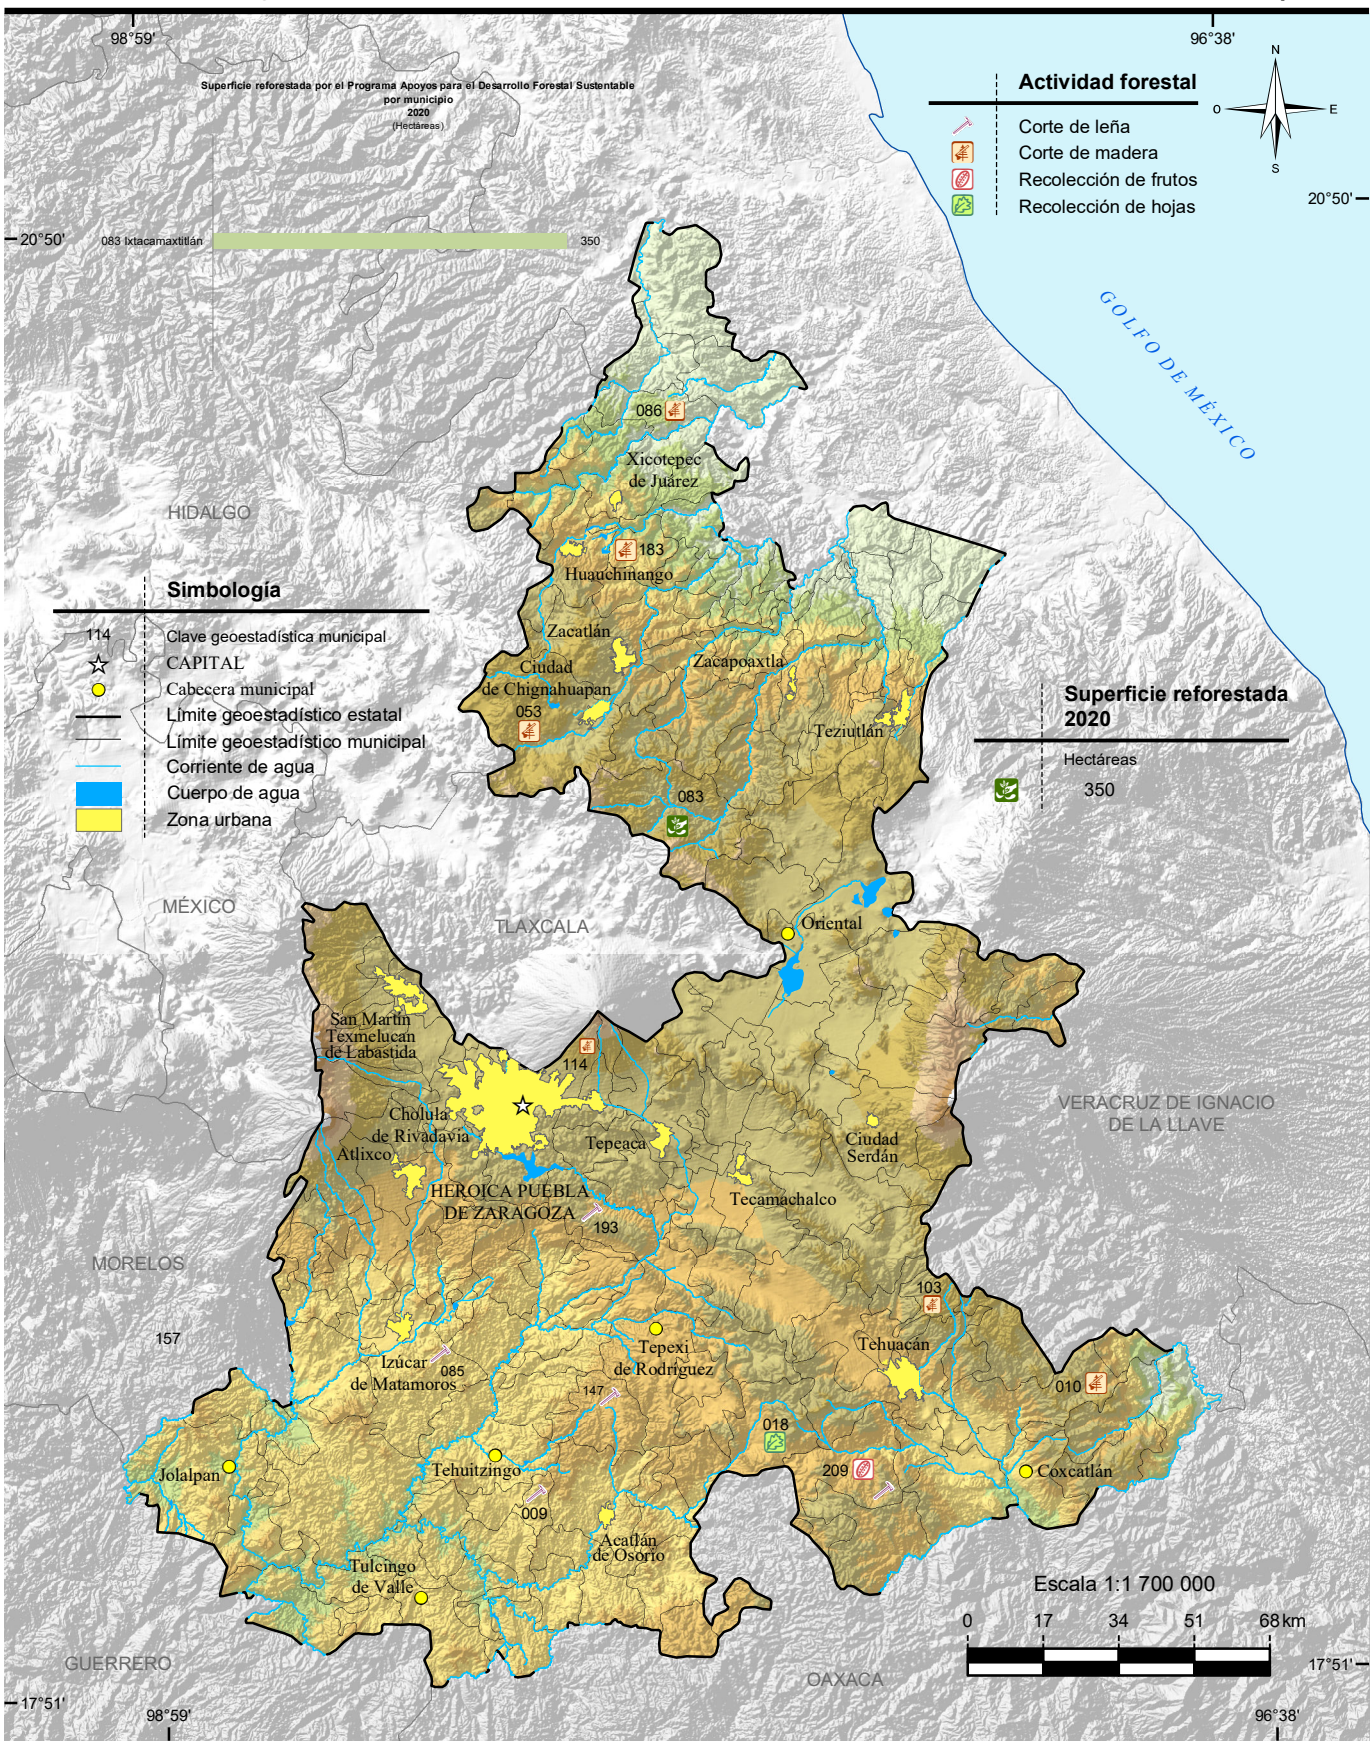 98°59'
96°38'
Superficie reforestada por el Programa Apoyos para el Desarrollo Forestal Sustentable
por municipio
2020
(Hectáreas)
Actividad forestal
Corte de leña
Corte de madera
Recolección de frutos
Recolección de hojas
N
O
E
S
20°50'
20°50'
083 Ixtacamaxtitlán
350
GOLFO DE MÉXICO
086
Xicotepec
de Juárez
HIDALGO
183
Huauchinango
Simbología
114
Clave geoestadística municipal
CAPITAL
Cabecera municipal
Límite geoestadístico estatal
Límite geoestadístico municipal
Corriente de agua
Cuerpo de agua
Zona urbana
Zacatlán
Ciudad
de Chignahuapan
053
Zacapoaxtla
Teziutlán
083
Superficie reforestada
2020
Hectáreas
350
MÉXICO
TLAXCALA
Oriental
San Martín
Texmelucan
de Labastida
114
Cholula
de Rivadavia
Atlixco
Tepeaca
Ciudad
Serdán
VERACRUZ DE IGNACIO
DE LA LLAVE
HEROICA PUEBLA
DE ZARAGOZA
193
Tecamachalco
MORELOS
157
103
Tehuacán
Izúcar
de Matamoros
085
Tepexi
de Rodríguez
147
010
018
209
Coxcatlán
Jolalpan
Tehuitzingo
009
Acatlán
de Osorio
Tulcingo
de Valle
Escala 1:1 700 000
0 17 34 51 68 km
GUERRERO
OAXACA
17°51'
17°51'
98°59'
96°38'